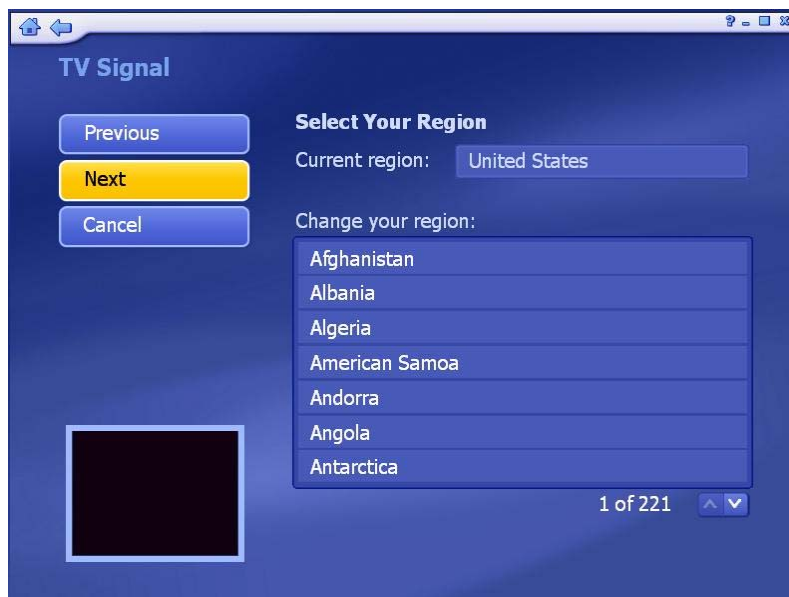 TV Signal
Previous
Next
Cancel
Select Your Region
Current region: United States
Change your region:
Afghanistan
Albania
Algeria
American Samoa
Andorra
Angola
Antarctica
1 of 221